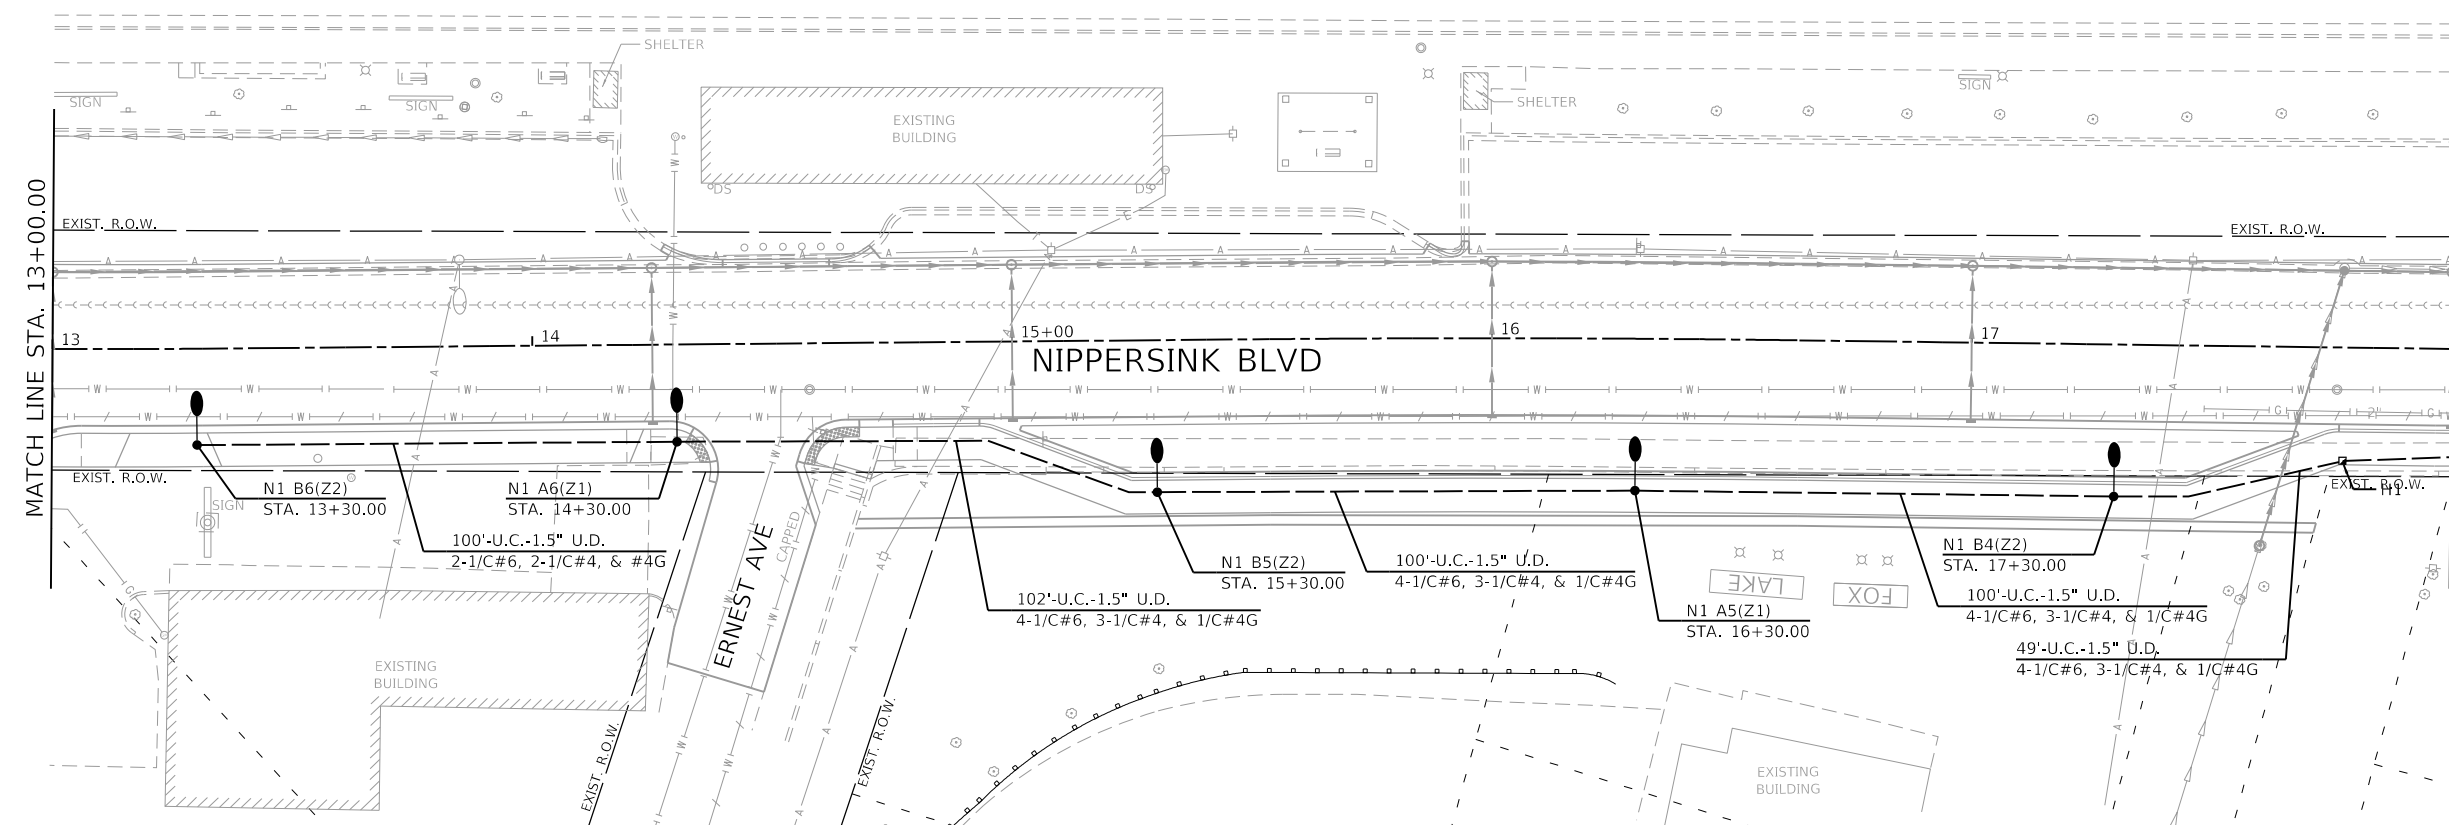 SHELTER
SIGN
SIGN
SHELTER
SIGN
EXISTING
BUILDING
DS
DS
EXIST. R.O.W.
EXIST. R.O.W.
MATCH LINE STA. 13+00.00
13
14
15+00
16
17
NIPPERSINK BLVD
2"
EXIST. R.O.W.
EXIST. R.O.W.
H1
SIGN
N1 B6(Z2)
STA. 13+30.00
N1 A6(Z1)
STA. 14+30.00
100'-U.C.-1.5" U.D.
2-1/C#6, 2-1/C#4, & #4G
ERNEST AVE
CAPPED
102'-U.C.-1.5" U.D.
4-1/C#6, 3-1/C#4, & 1/C#4G
N1 B5(Z2)
STA. 15+30.00
100'-U.C.-1.5" U.D.
4-1/C#6, 3-1/C#4, & 1/C#4G
N1 A5(Z1)
STA. 16+30.00
LAKE
FOX
N1 B4(Z2)
STA. 17+30.00
100'-U.C.-1.5" U.D.
4-1/C#6, 3-1/C#4, & 1/C#4G
49'-U.C.-1.5" U.D.
4-1/C#6, 3-1/C#4, & 1/C#4G
EXISTING
BUILDING
EXIST. R.O.W.
EXIST. R.O.W.
EXISTING
BUILDING